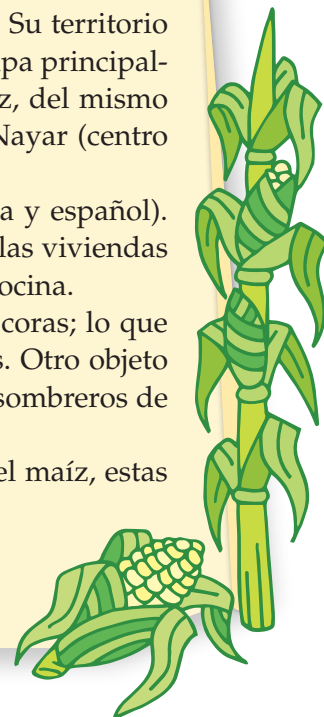 Su territorio
pa principal-
z, del mismo
Nayar (centro
a y español).
las viviendas
ocina.
coras; lo que
s. Otro objeto
sombreros de
el maíz, estas